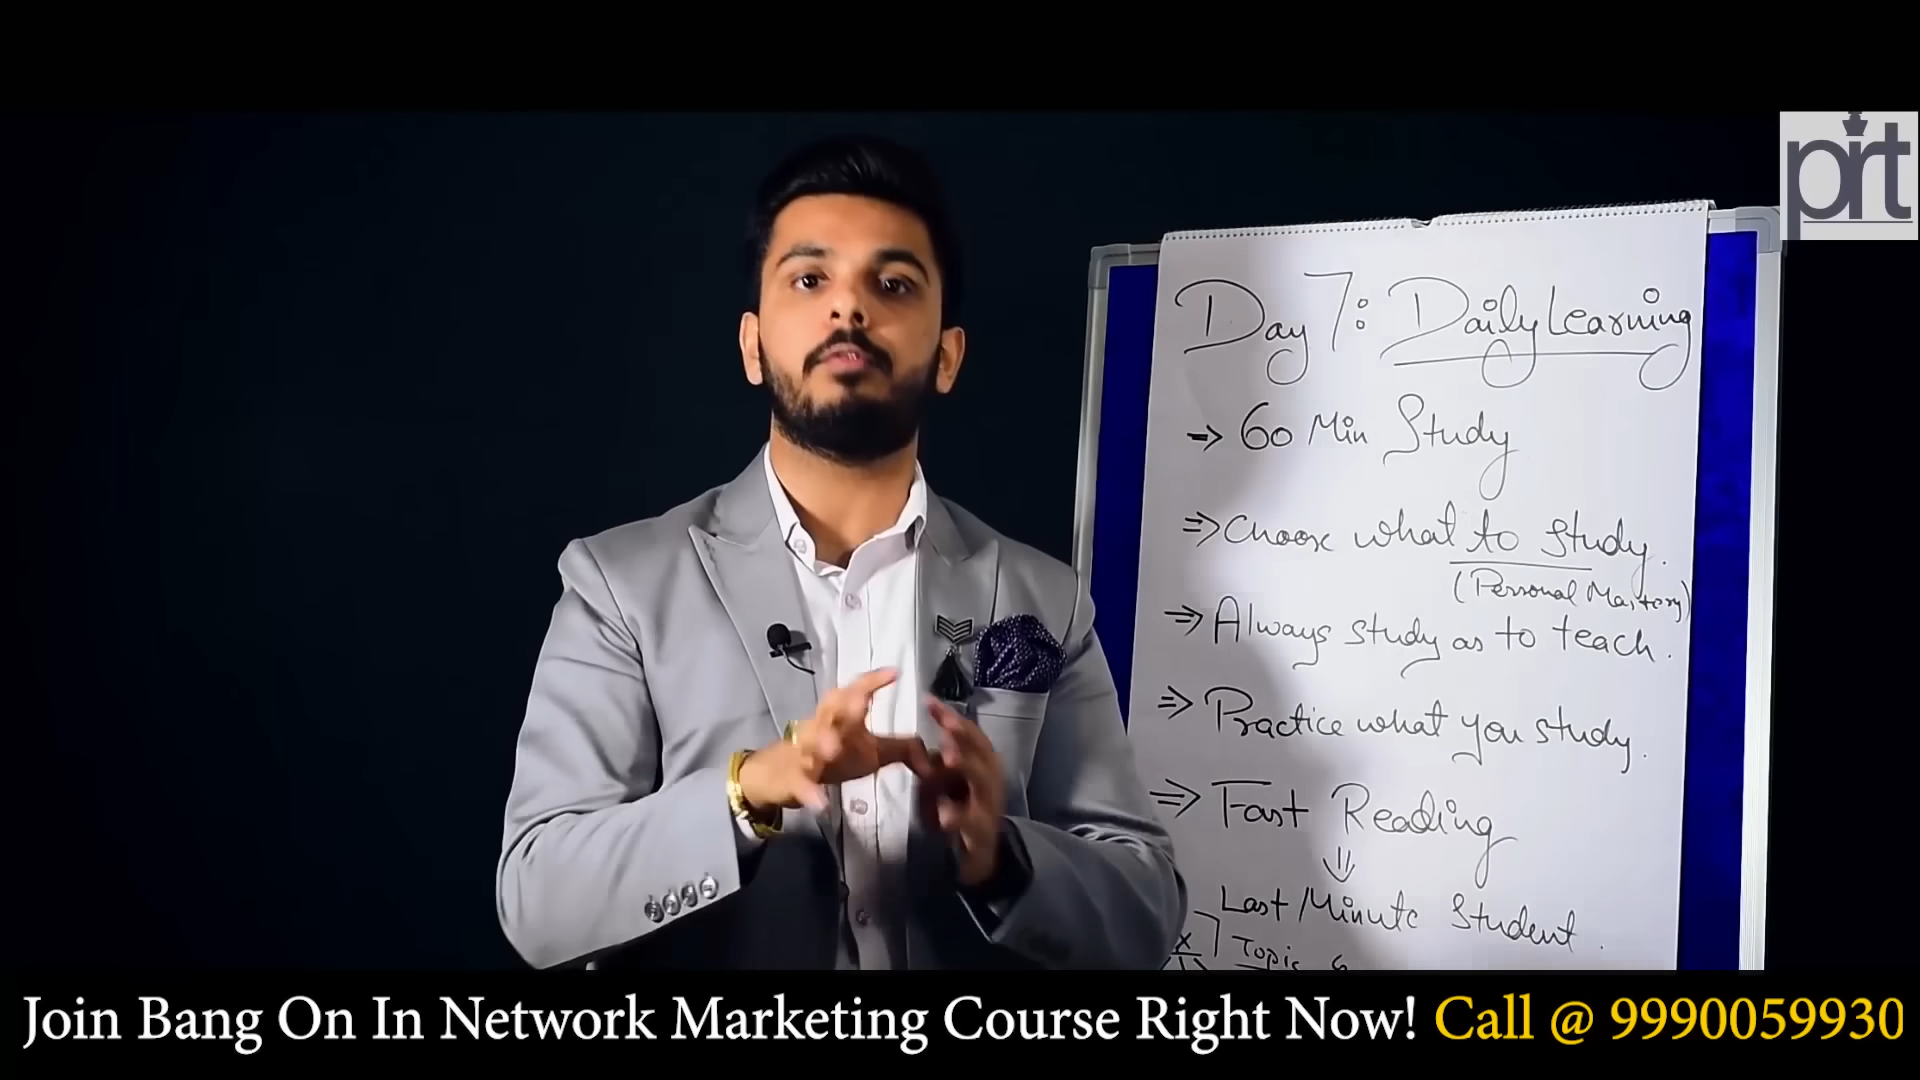 prt
Day 7: Daily Learning
→ 60 Min Study
⇒ Choose what to study.
(Personal Mastery)
⇒ Always study as to teach.
⇒ Practice what you study.
⇒ Fast Reading
⇓
Last Minute Student.
x Topic
Join Bang On In Network Marketing Course Right Now! Call @ 9990059930